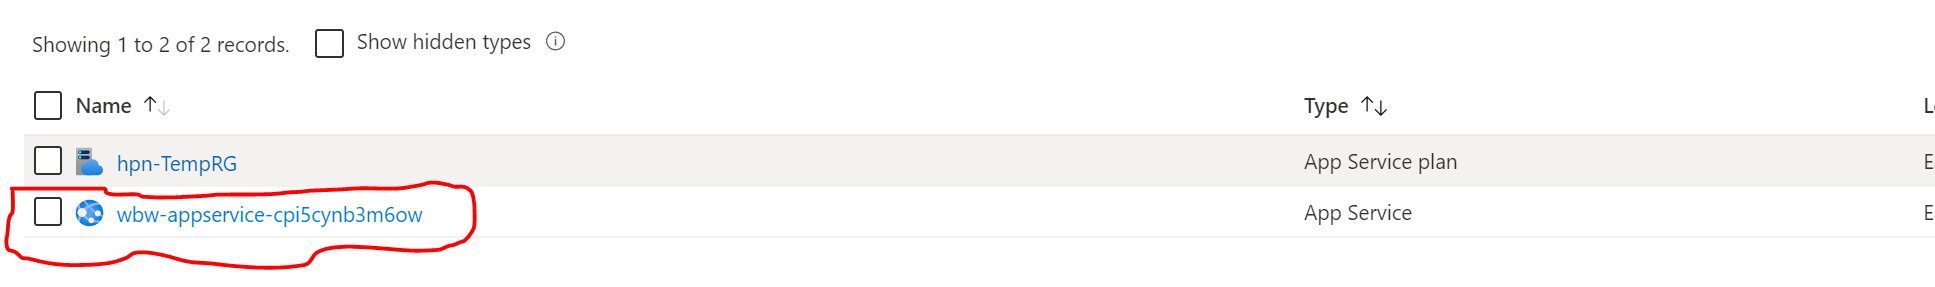 Showing 1 to 2 of 2 records. Show hidden types
Name Type
hpn-TempRG App Service plan
wbw-appservice-cpi5cynb3m6ow App Service